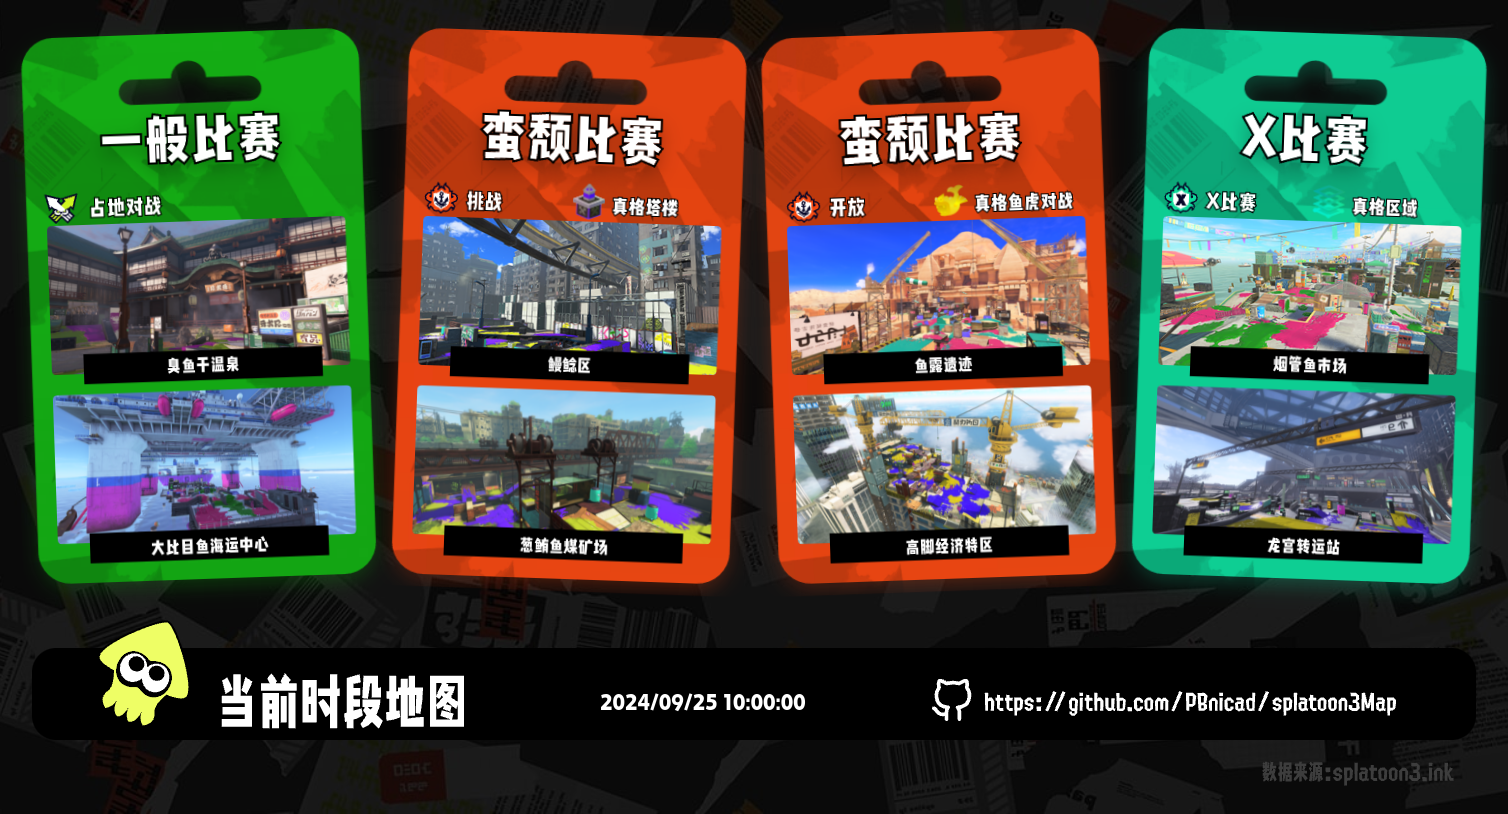 一般比赛
占地对战
臭鱼干温泉
大比目鱼海运中心
蛮颓比赛
挑战
真格塔楼
鳗鲶区
葱鲔鱼煤矿场
蛮颓比赛
开放
真格鱼虎对战
鱼露遗迹
高脚经济特区
X比赛
X比赛
真格区域
烟管鱼市场
龙宫转运站
当前时段地图
2024/09/25 10:00:00
https://github.com/PBnicad/splatoon3Map
数据来源:splatoon3.ink